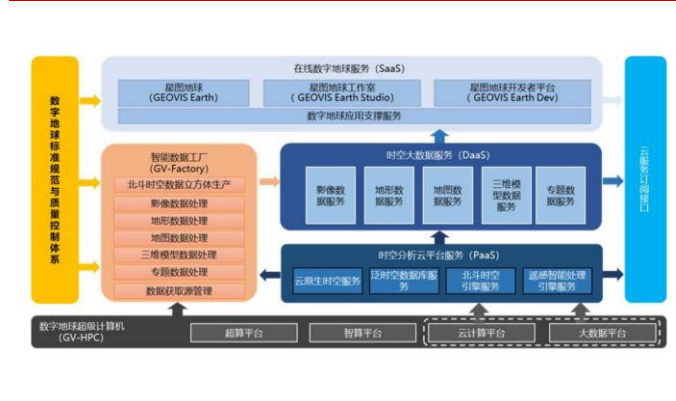 在线数字地球服务（SaaS）
星图地球
(GEOVIS Earth)
星图地球工作室
( GEOVIS Earth Studio)
星图地球开发者平台
( GEOVIS Earth Dev)
数字地球应用支撑服务
数字地球标准规范与质量控制体系
智能数据工厂
(GV-Factory)
北斗时空数据立方体生产
影像数据处理
地形数据处理
地图数据处理
三维模型数据处理
专题数据处理
数据获取源管理
时空大数据服务（DaaS）
影像数
据服务
地形数
据服务
地图数
据服务
三维模
型数据
服务
专题数
据服务
时空分析云平台服务（PaaS）
云原生时空服务
泛时空数据库服
务
北斗时空
引擎服务
遥感智能处理
引擎服务
云服务订阅接口
数字地球超级计算机
(GV-HPC)
超算平台
智算平台
云计算平台
大数据平台